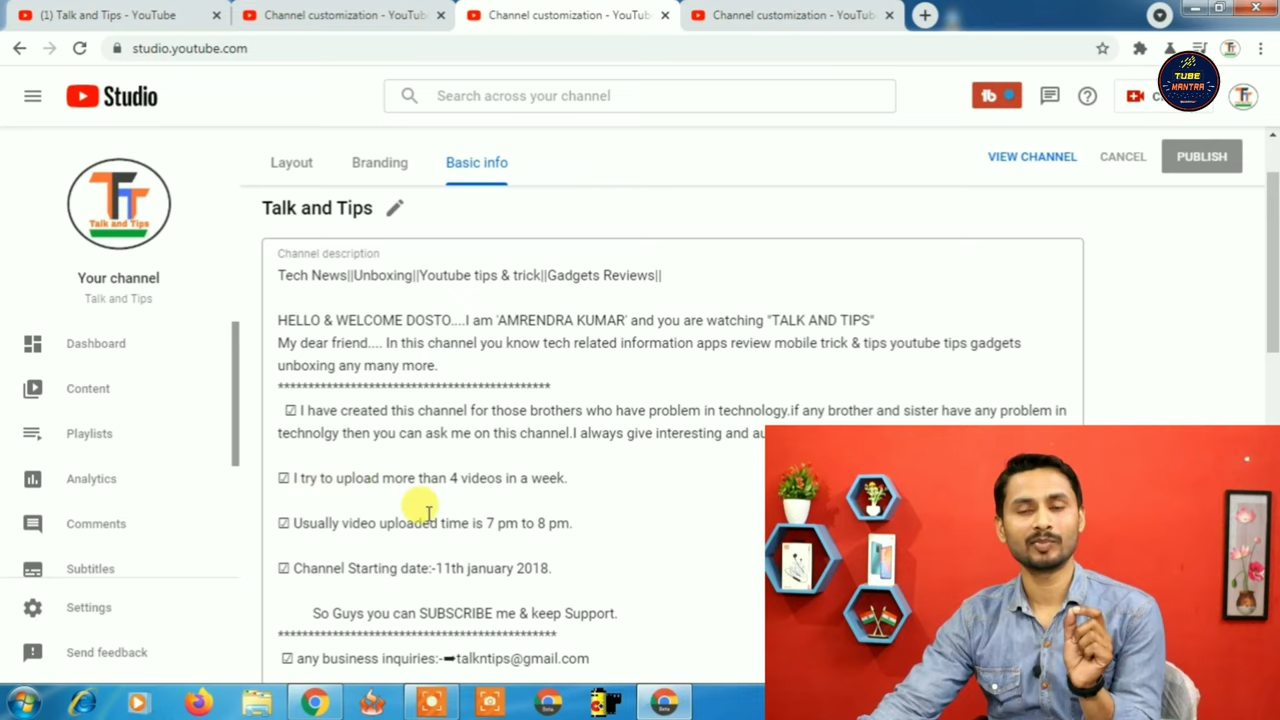 (1) Talk and Tips - YouTube
Channel customization - YouTub
Channel customization - YouTub
Channel customization - YouTub
studio.youtube.com
Studio
Search across your channel
TUBE
MANTRA
Layout
Branding
Basic info
VIEW CHANNEL
CANCEL
PUBLISH
TT
Talk and Tips
Your channel
Talk and Tips
Dashboard
Content
Playlists
Analytics
Comments
Subtitles
Settings
Send feedback
Talk and Tips
Channel description
Tech News||Unboxing||Youtube tips & trick||Gadgets Reviews||
HELLO & WELCOME DOSTO....I am 'AMRENDRA KUMAR' and you are watching "TALK AND TIPS"
My dear friend.... In this channel you know tech related information apps review mobile trick & tips youtube tips gadgets
unboxing any many more.
*********************************************
☑ I have created this channel for those brothers who have problem in technology.if any brother and sister have any problem in
technolgy then you can ask me on this channel.I always give interesting and
☑ I try to upload more than 4 videos in a week.
☑ Usually video uploaded time is 7 pm to 8 pm.
☑ Channel Starting date:-11th january 2018.
So Guys you can SUBSCRIBE me & keep Support.
**********************************************
☑ any business inquiries:-➡talkntips@gmail.com